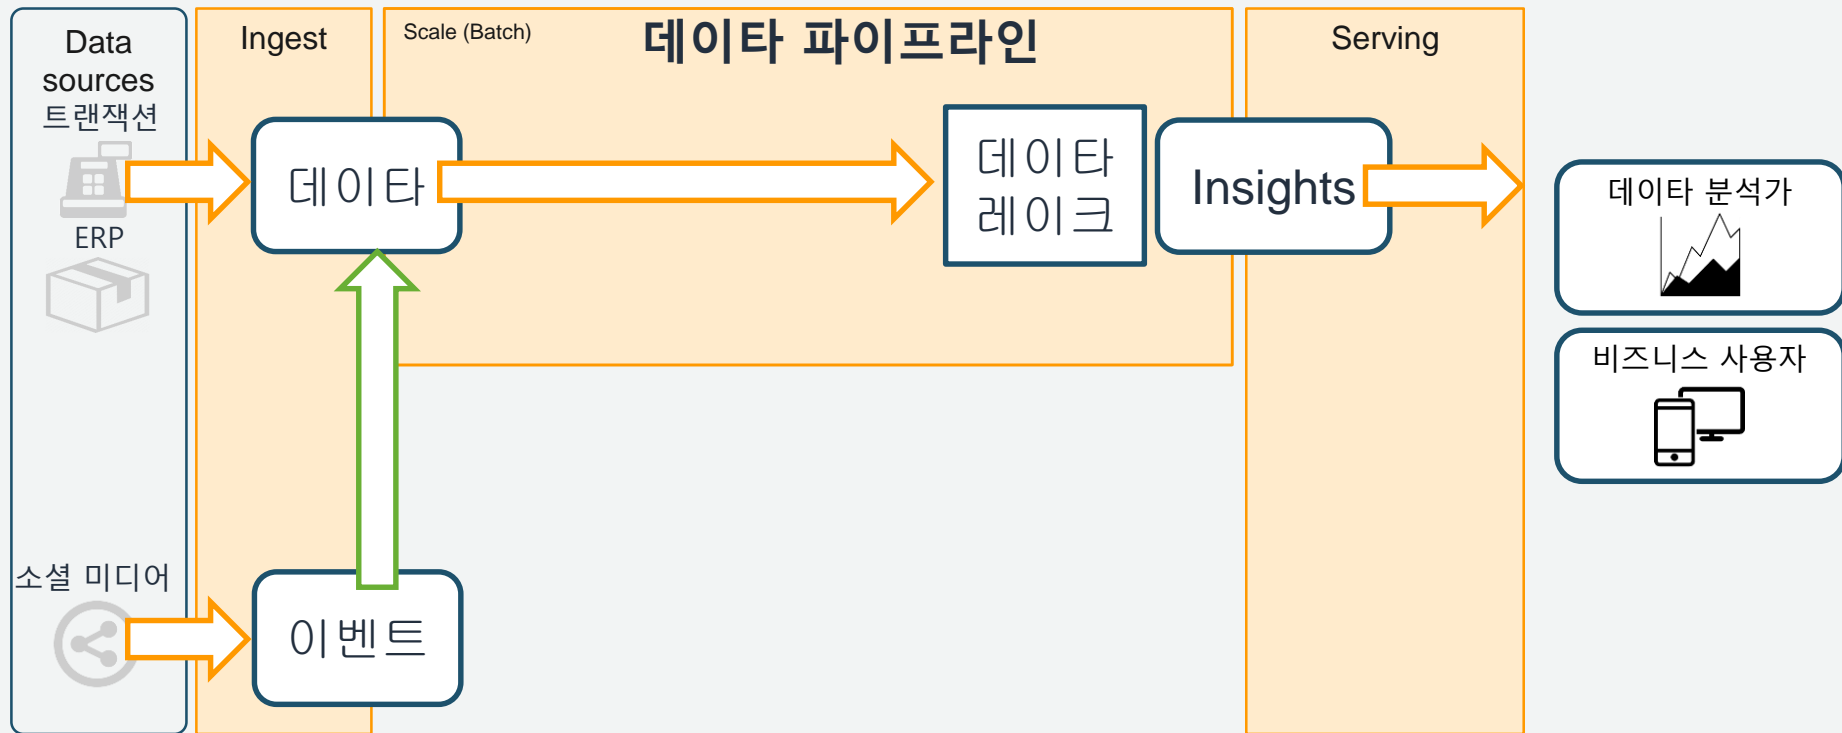 Data
sources
트랜잭션
ERP
소셜 미디어
Ingest
데이타
이벤트
Scale (Batch)
데이타 파이프라인
데이타
레이크
Serving
Insights
데이타 분석가
비즈니스 사용자